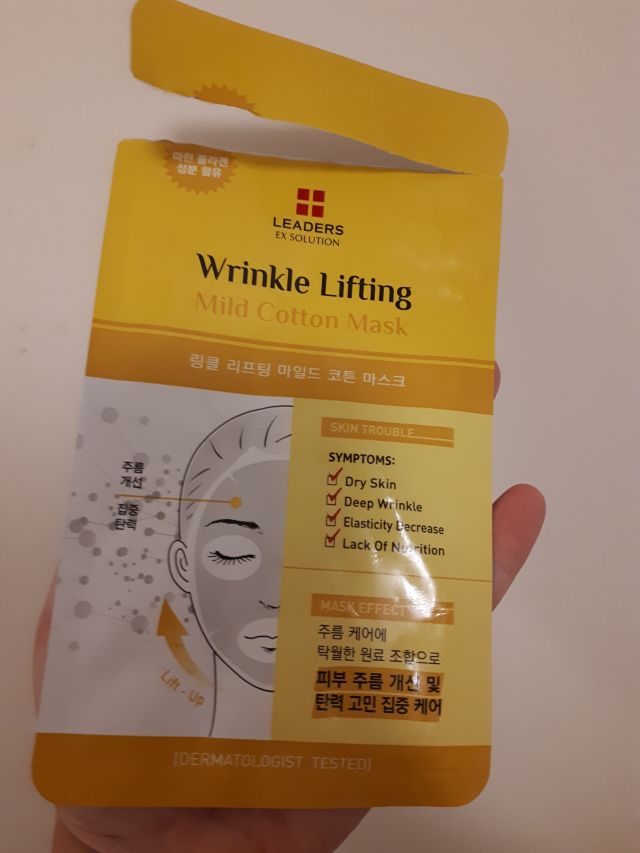 마린 콜라겐
성분 함유
LEADERS
EX SOLUTION
Wrinkle Lifting
Mild Cotton Mask
링클 리프팅 마일드 코튼 마스크
주름
개선
집중
탄력
Lift - Up
SKIN TROUBLE
SYMPTOMS:
Dry Skin
Deep Wrinkle
Elasticity Decrease
Lack Of Nutrition
MASK EFFECT
주름 케어에
탁월한 원료 조합으로
피부 주름 개선 및
탄력 고민 집중 케어
[DERMATOLOGIST TESTED]